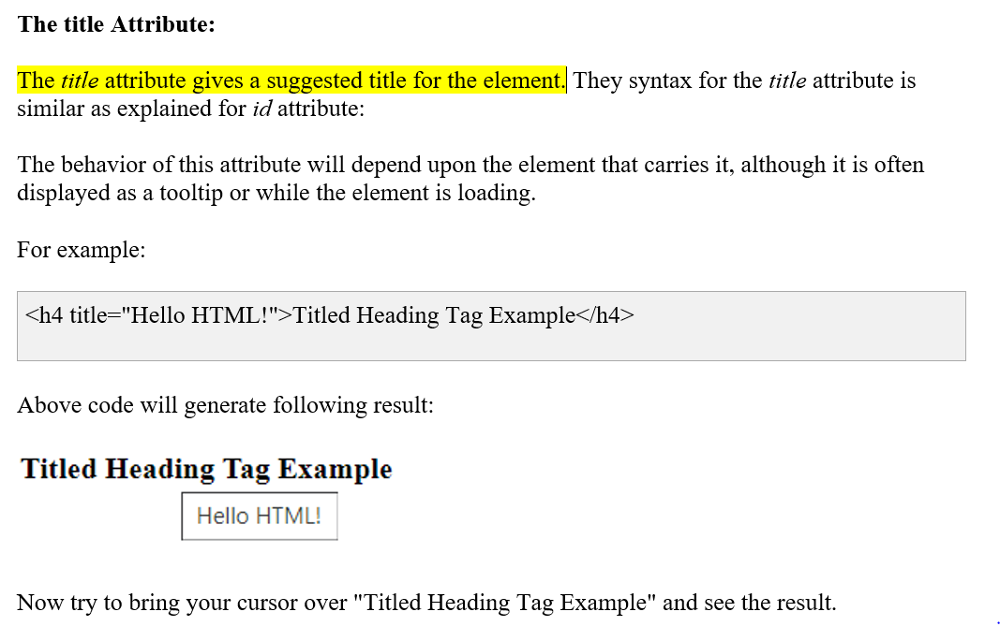 The title Attribute:
The title attribute gives a suggested title for the element. They syntax for the title attribute is
similar as explained for id attribute:
The behavior of this attribute will depend upon the element that carries it, although it is often
displayed as a tooltip or while the element is loading.
For example:
<h4 title="Hello HTML!">Titled Heading Tag Example</h4>
Above code will generate following result:
Titled Heading Tag Example
Hello HTML!
Now try to bring your cursor over "Titled Heading Tag Example" and see the result.